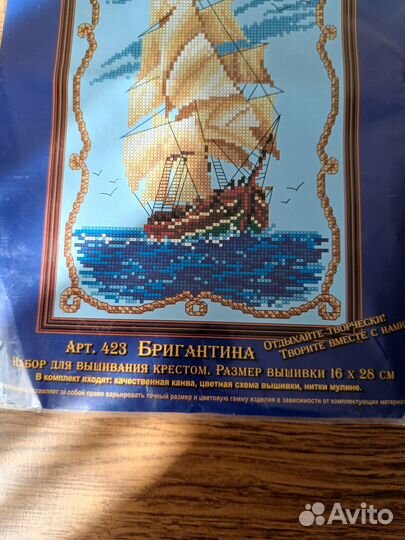 Арт. 423 Бригантина
Отдыхайте творчески!
Творите вместе с нами
Набор для вышивания крестом. Размер вышивки 16 x 28 см
В комплект входят: качественная канва, цветная схема вышивки, нитки мулине.
оставляет за собой право варьировать точный размер и цветовую гамму изделия в зависимости от комплектующих
Avito